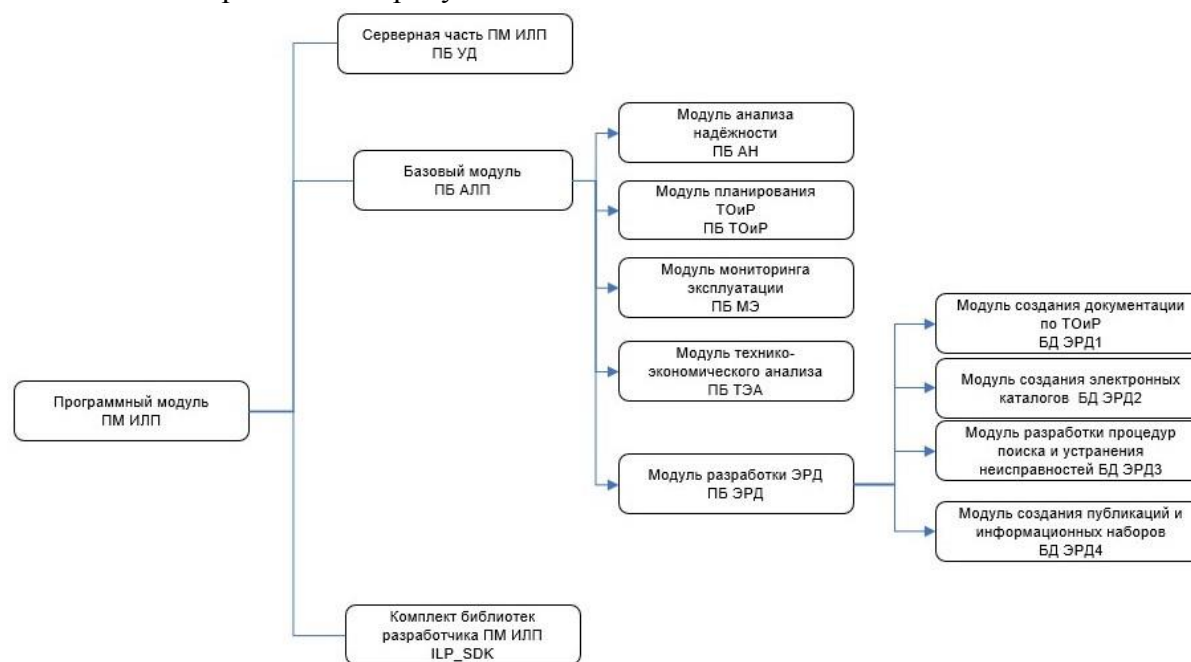 Серверная часть ПМ ИЛП
ПБ УД
Базовый модуль
ПБ АЛП
Программный модуль
ПМ ИЛП
Комплект библиотек
разработчика ПМ ИЛП
ILP_SDK
Модуль анализа
надёжности
ПБ АН
Модуль планирования
ТОиР
ПБ ТОиР
Модуль мониторинга
эксплуатации
ПБ МЭ
Модуль технико-
экономического анализа
ПБ ТЭА
Модуль разработки ЭРД
ПБ ЭРД
Модуль создания документации
по ТОиР
БД ЭРД1
Модуль создания электронных
каталогов БД ЭРД2
Модуль разработки процедур
поиска и устранения
неисправностей БД ЭРД3
Модуль создания публикаций и
информационных наборов
БД ЭРД4